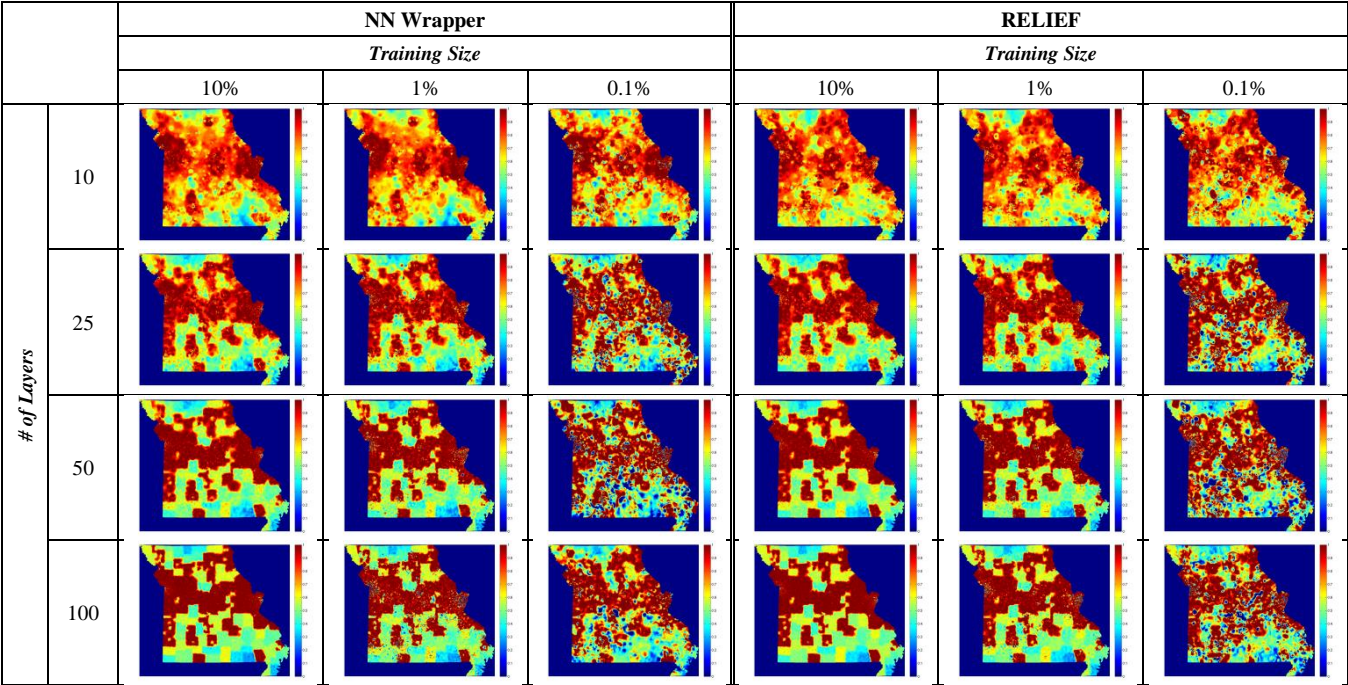 NN Wrapper RELIEF
Training Size Training Size
10% 1% 0.1% 10% 1% 0.1%
# of Layers
10
25
50
100